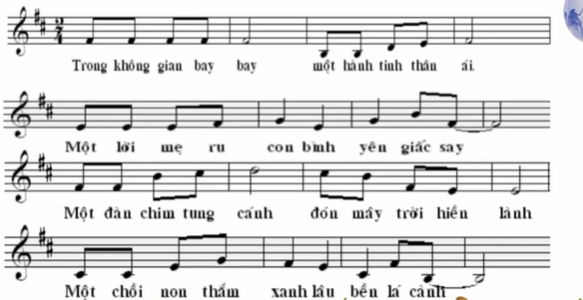 Trong không gian bay bay một hành tinh thân ái
Một lời mẹ ru con bình yên giấc say
Một đàn chim tung cánh đón mây trời hiền lành
Một chồi non thắm xanh lâu bền lá cành